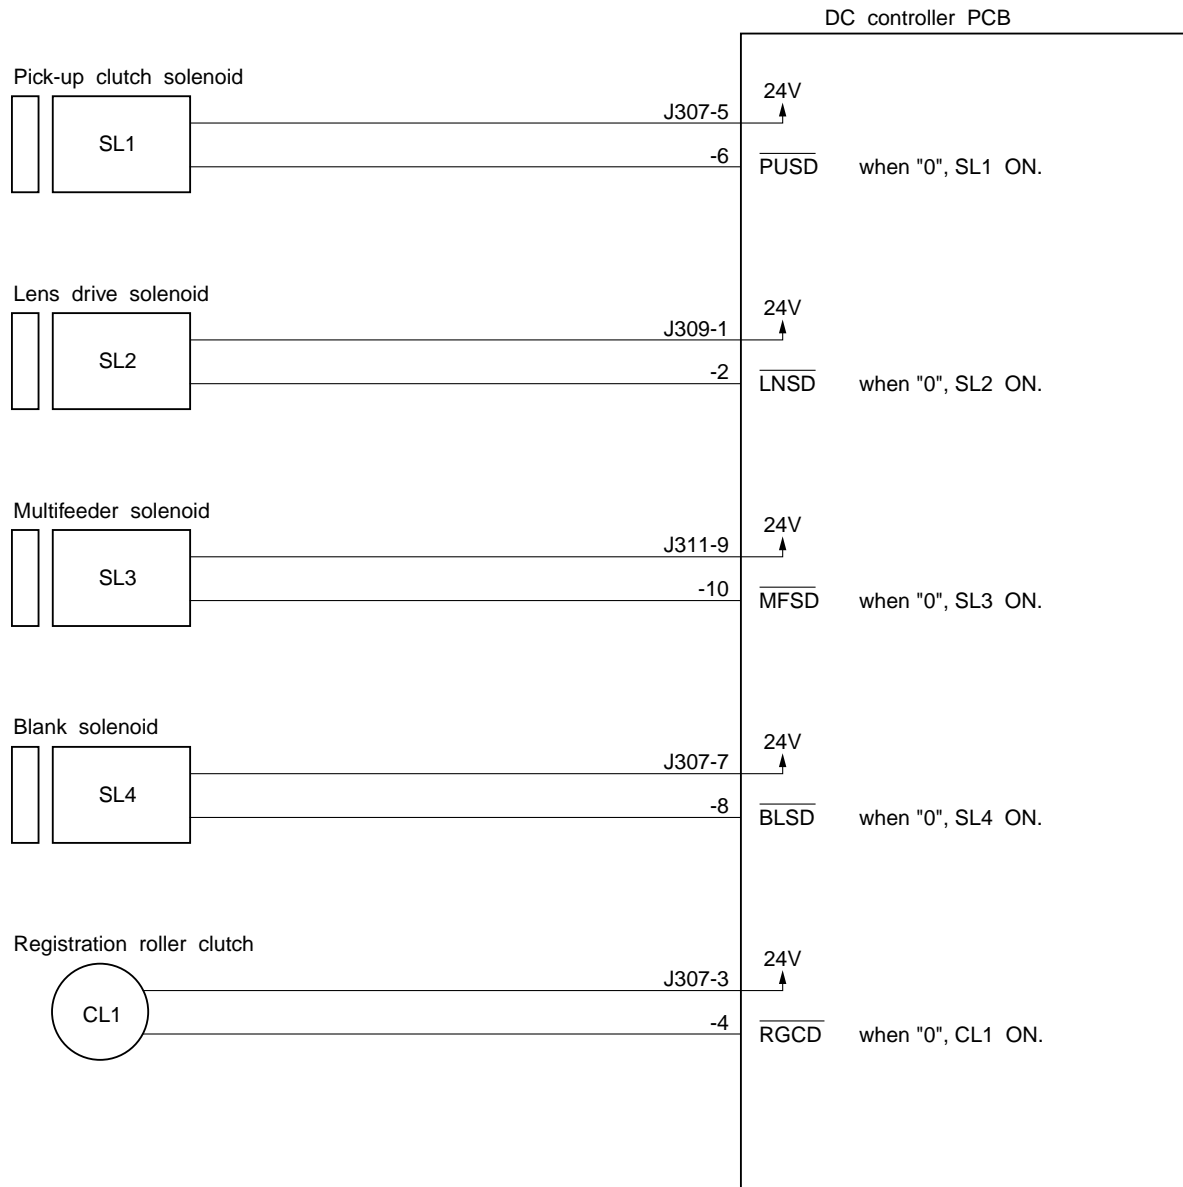 DC controller PCB
Pick-up clutch solenoid
24V
J307-5
SL1
-6
PUSD when "0", SL1 ON.
Lens drive solenoid
24V
J309-1
SL2
-2
LNSD when "0", SL2 ON.
Multifeeder solenoid
24V
J311-9
SL3
-10
MFSD when "0", SL3 ON.
Blank solenoid
24V
J307-7
SL4
-8
BLSD when "0", SL4 ON.
Registration roller clutch
24V
J307-3
CL1
-4
RGCD when "0", CL1 ON.